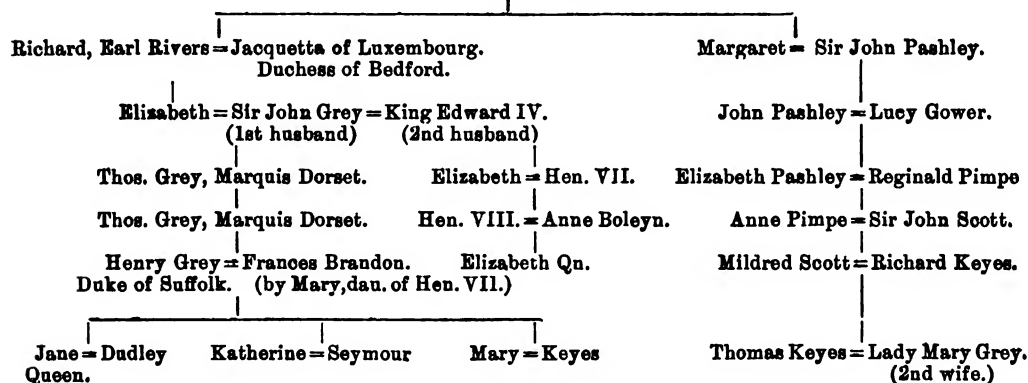 Richard, Earl Rivers=Jacquetta of Luxembourg. Margaret= Sir John Pashley.
Duchess of Bedford.
Elizabeth=Sir John Grey=King Edward IV. John Pashley=Lucy Gower.
(1st husband) (2nd husband)
Thos. Grey, Marquis Dorset. Elizabeth=Hen. VII. Elizabeth Pashley=Reginald Pimpe
Thos. Grey, Marquis Dorset. Hen. VIII.=Anne Boleyn. Anne Pimpe=Sir John Scott.
Henry Grey=Frances Brandon. Elizabeth Qn. Mildred Scott=Richard Keyes.
Duke of Suffolk. (by Mary,dau. of Hen. VII.)
Jane=Dudley Katherine=Seymour Mary=Keyes Thomas Keyes=Lady Mary Grey.
Queen. (2nd wife.)